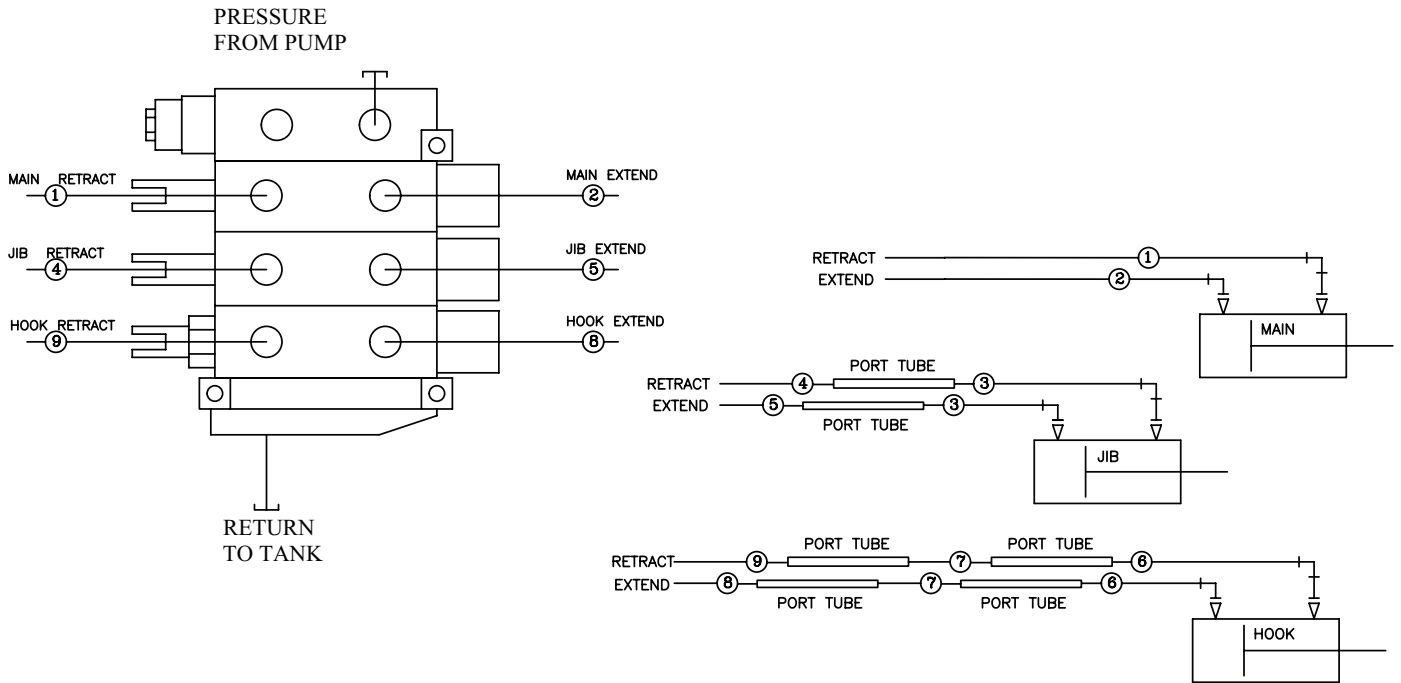 PRESSURE
FROM PUMP
MAIN RETRACT
1
MAIN EXTEND
2
JIB RETRACT
4
JIB EXTEND
5
HOOK RETRACT
9
HOOK EXTEND
8
RETURN
TO TANK
RETRACT 1
EXTEND 2
MAIN
PORT TUBE
RETRACT 4 3
EXTEND 5 3
PORT TUBE
JIB
PORT TUBE PORT TUBE
RETRACT 9 7 6
EXTEND 8 7 6
PORT TUBE PORT TUBE
HOOK